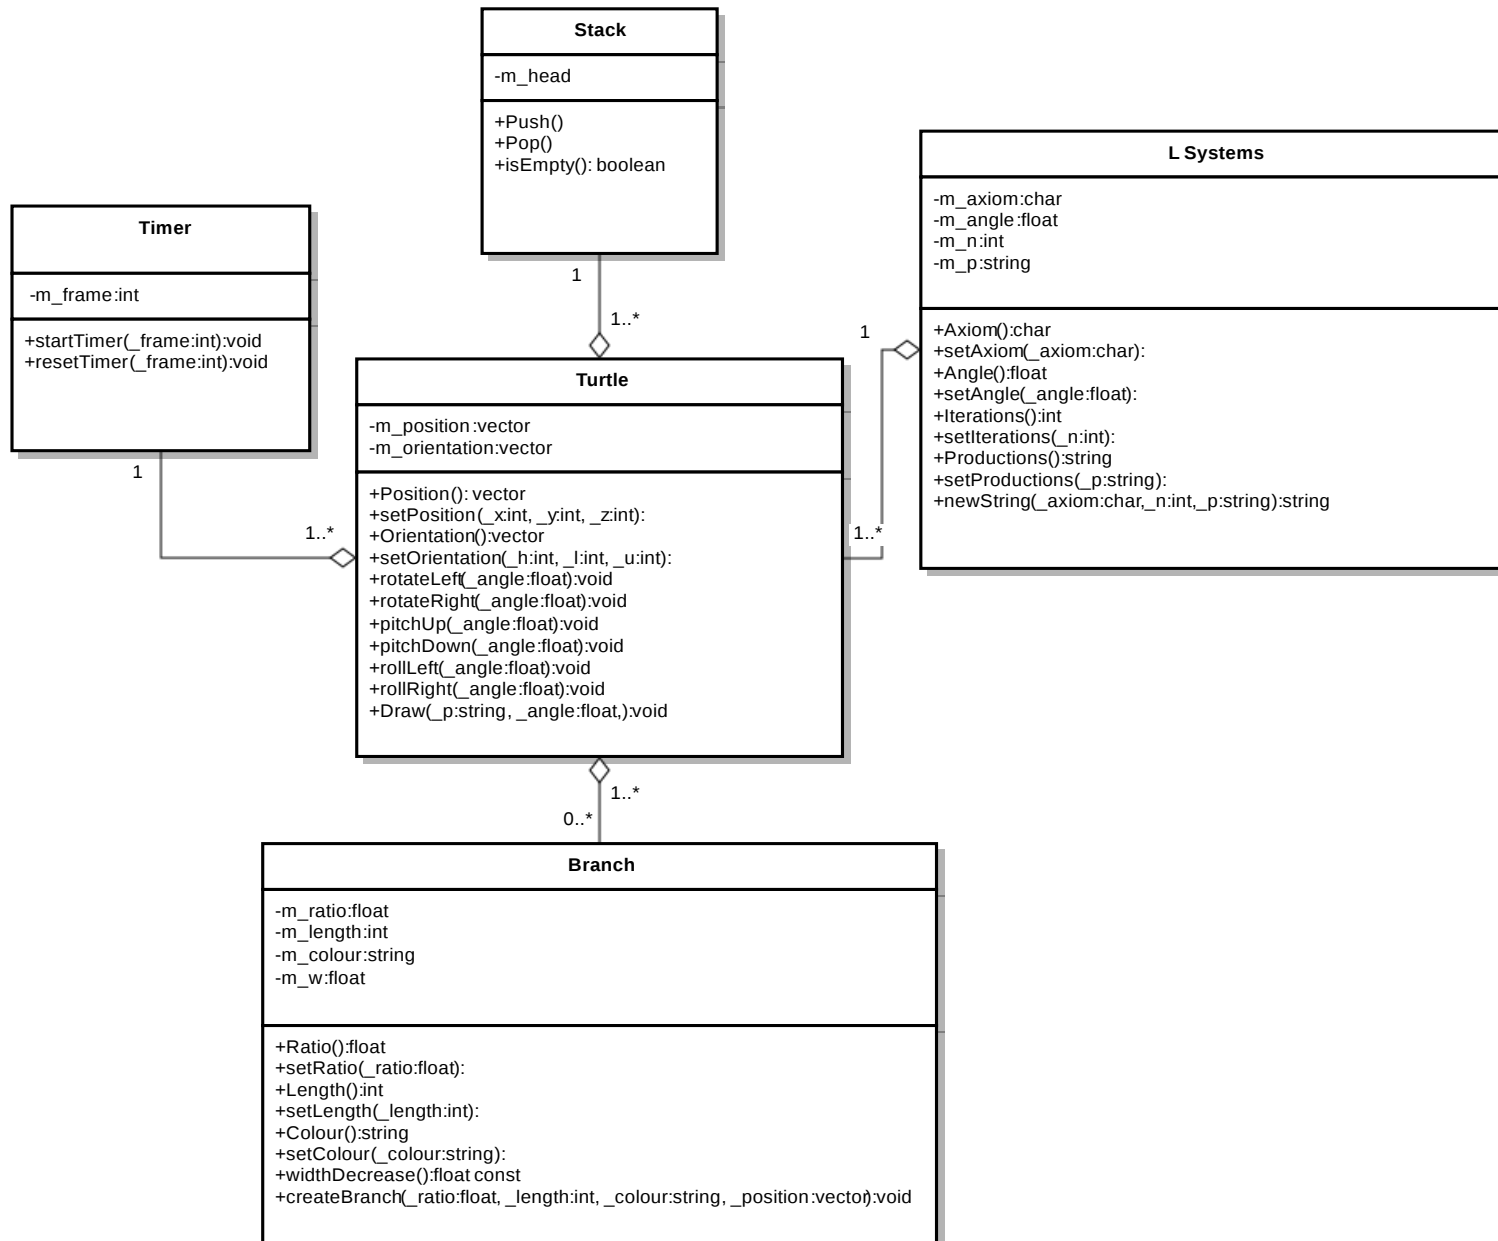 Stack
-m_head
+Push()
+Pop()
+isEmpty(): boolean
L Systems
-m_axiom:char
-m_angle:float
-m_n:int
-m_p:string
+Axiom():char
+setAxiom(_axiom:char):
+Angle():float
+setAngle(_angle:float):
+Iterations():int
+setIterations(_n:int):
+Productions():string
+setProductions(_p:string):
+newString(_axiom:char,_n:int,_p:string):string
Timer
-m_frame:int
+startTimer(_frame:int):void
+resetTimer(_frame:int):void
1
1..*
1
1..*
1
1..*
Turtle
-m_position:vector
-m_orientation:vector
+Position(): vector
+setPosition(_x:int, _y:int, _z:int):
+Orientation():vector
+setOrientation(_h:int, _l:int, _u:int):
+rotateLeft(_angle:float):void
+rotateRight(_angle:float):void
+pitchUp(_angle:float):void
+pitchDown(_angle:float):void
+rollLeft(_angle:float):void
+rollRight(_angle:float):void
+Draw(_p:string, _angle:float,):void
1..*
0..*
Branch
-m_ratio:float
-m_length:int
-m_colour:string
-m_w:float
+Ratio():float
+setRatio(_ratio:float):
+Length():int
+setLength(_length:int):
+Colour():string
+setColour(_colour:string):
+widthDecrease():float const
+createBranch(_ratio:float, _length:int, _colour:string, _position:vector):void